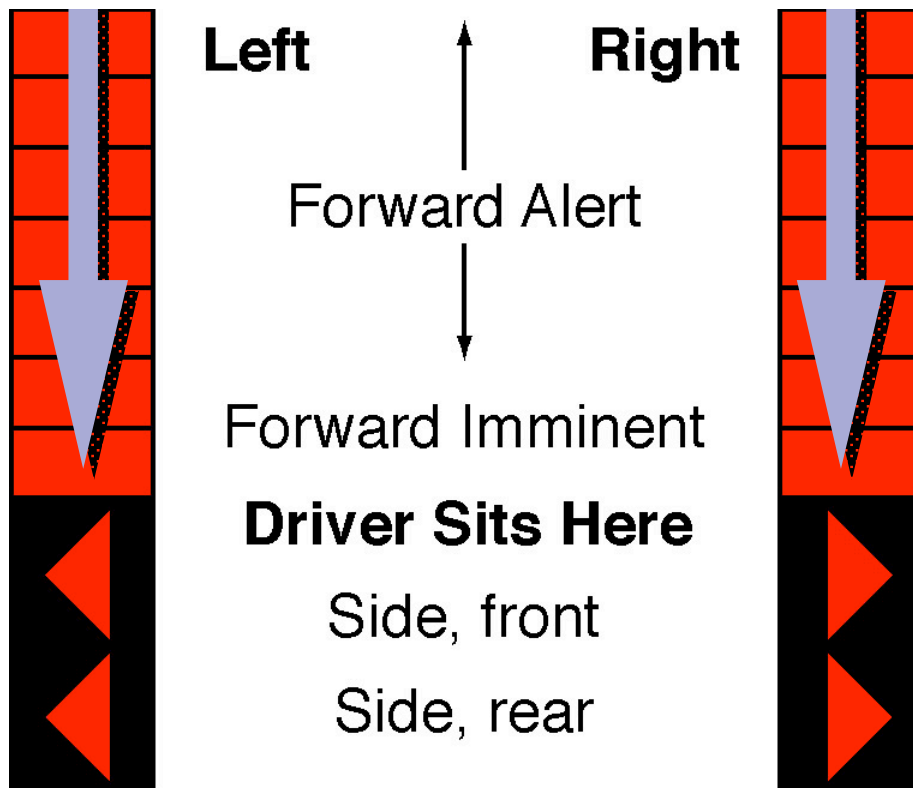 Left
Right
Forward Alert
Forward Imminent
Driver Sits Here
Side, front
Side, rear